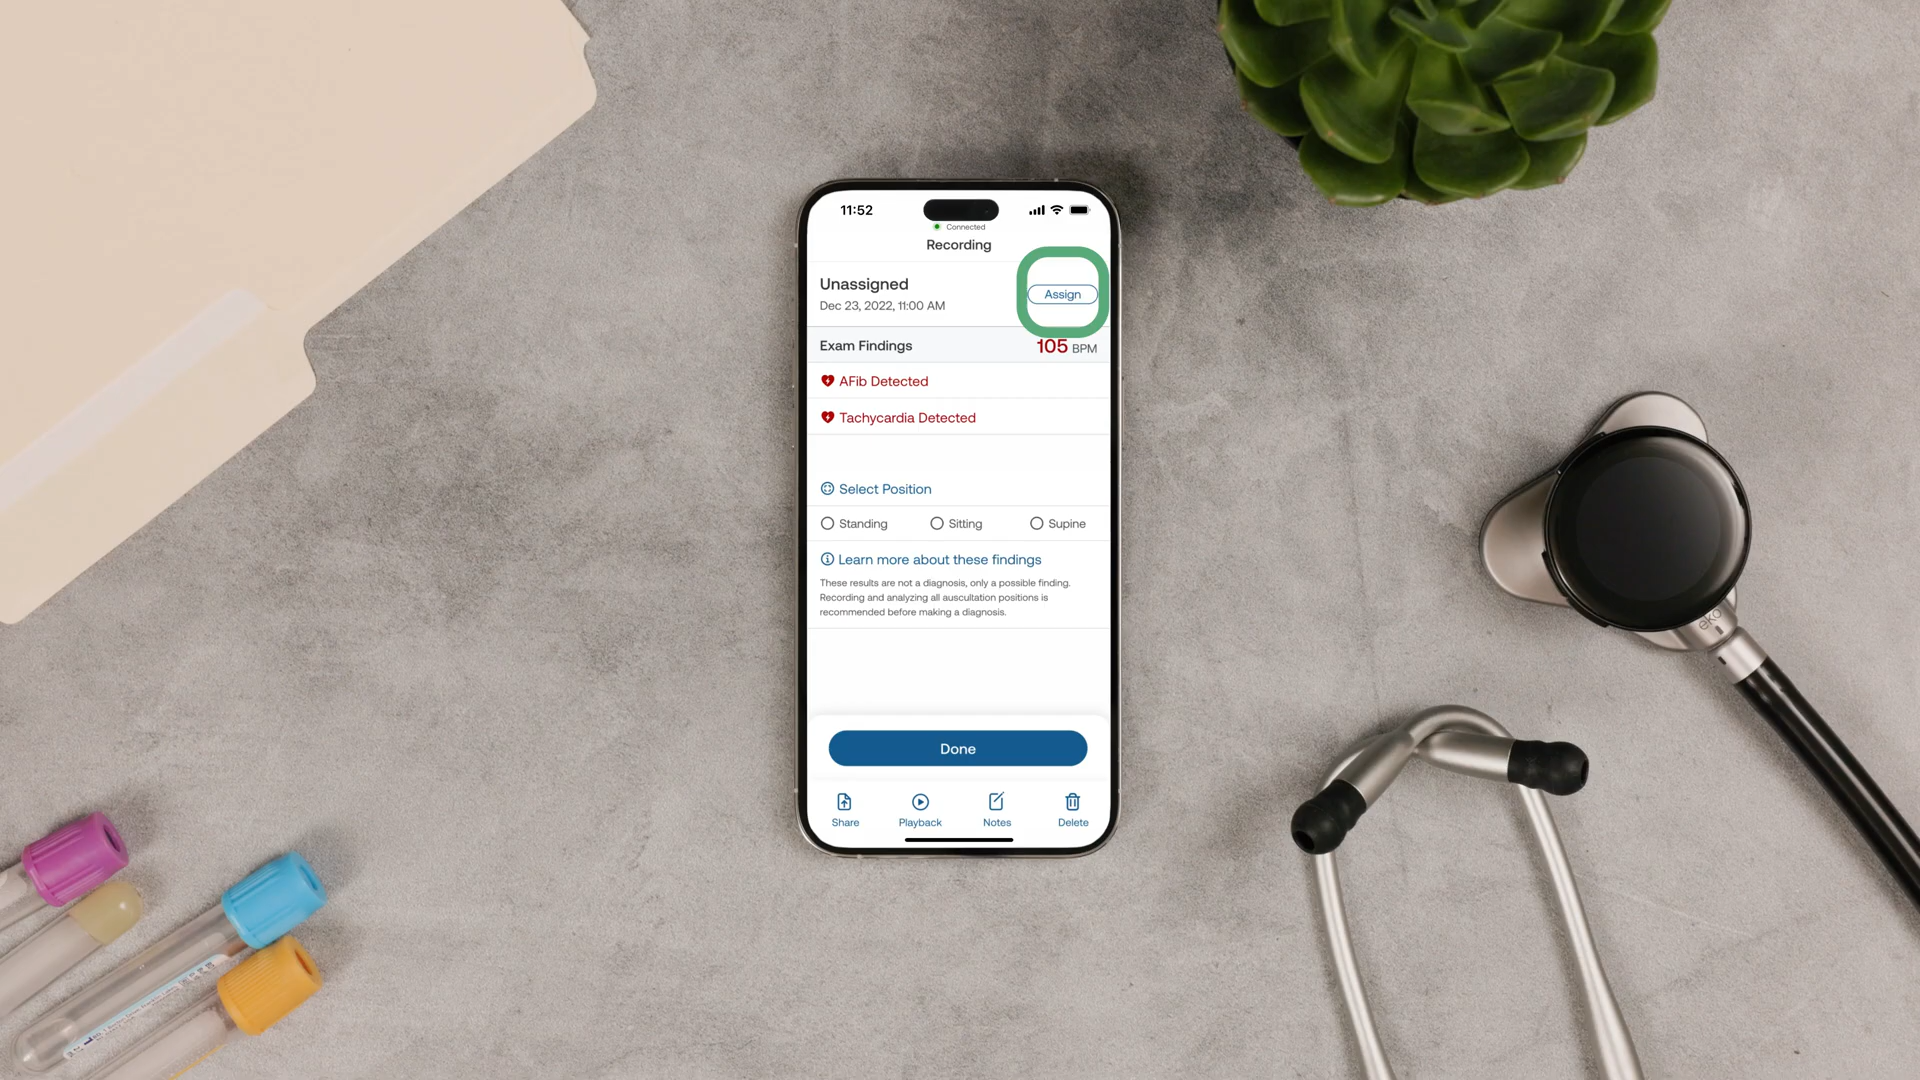 11:52
Connected
Recording
Unassigned
Assign
Dec 23, 2022, 11:00 AM
Exam Findings
105 BPM
AFib Detected
Tachycardia Detected
Select Position
Standing
Sitting
Supine
Learn more about these findings
These results are not a diagnosis, only a possible finding.
Recording and analyzing all auscultation positions is
recommended before making a diagnosis.
Done
Share
Playback
Notes
Delete
eko